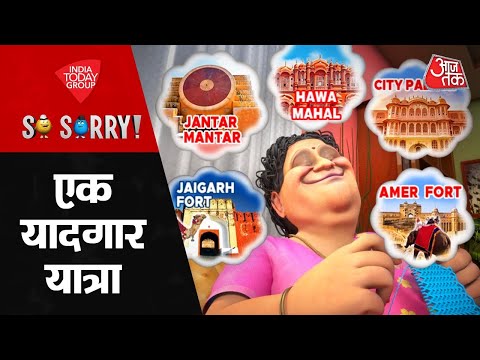 INDIA
TODAY
GROUP
SO SORRY!
एक
यादगार
यात्रा
JANTAR
MANTAR
HAWA
MAHAL
CITY PA
आज तक
JAIGARH
FORT
AMER FORT